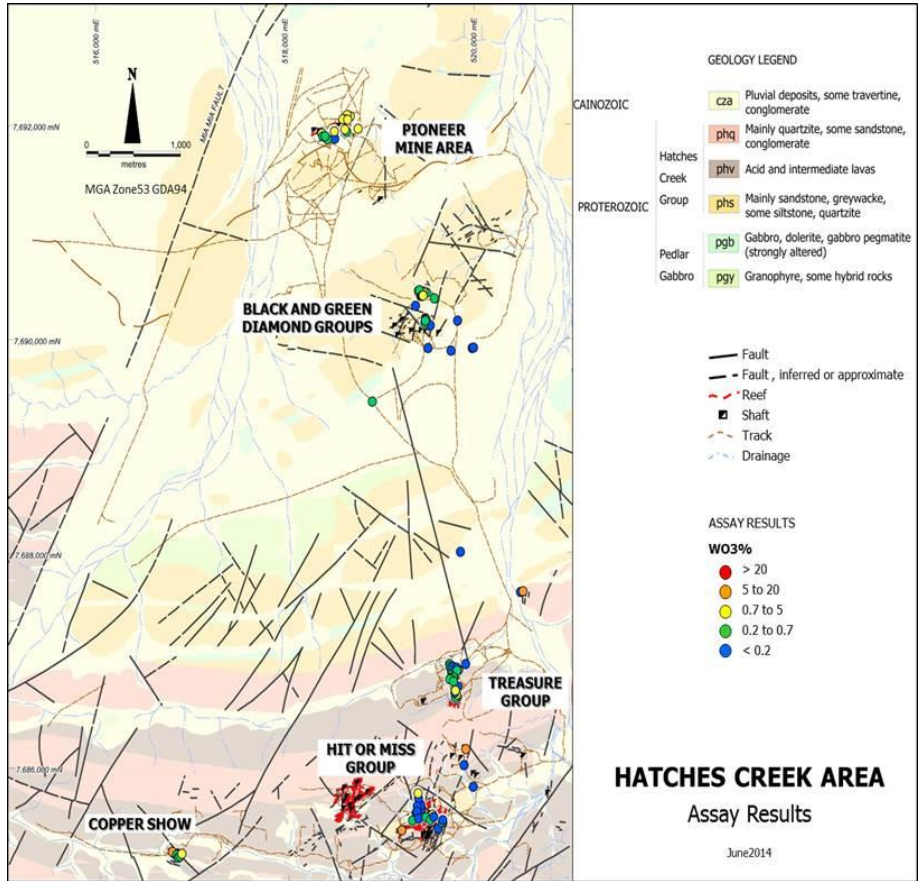 516,000 mE
518,000 mE
520,000 mE
N
7,692,000 mN
0
1,000
metres
MGA Zone53 GDA94
MIA MIA FAULT
PIONEER
MINE AREA
BLACK AND GREEN
DIAMOND GROUPS
7,690,000 mN
7,688,000 mN
TREASURE
GROUP
HIT OR MISS
GROUP
7,686,000 mN
COPPER SHOW
GEOLOGY LEGEND
CAINOZOIC
cza
Pluvial deposits, some travertine,
conglomerate
PROTEROZOIC
Hatches
Creek
Group
phq
Mainly quartzite, some sandstone,
conglomerate
phv
Acid and intermediate lavas
phs
Mainly sandstone, greywacke,
some siltstone, quartzite
Pedlar
Gabbro
pgb
Gabbro, dolerite, gabbro pegmatite
(strongly altered)
pgy
Granophyre, some hybrid rocks
Fault
Fault , inferred or approximate
Reef
Shaft
Track
Drainage
ASSAY RESULTS
WO3%
> 20
5 to 20
0.7 to 5
0.2 to 0.7
< 0.2
HATCHES CREEK AREA
Assay Results
June2014